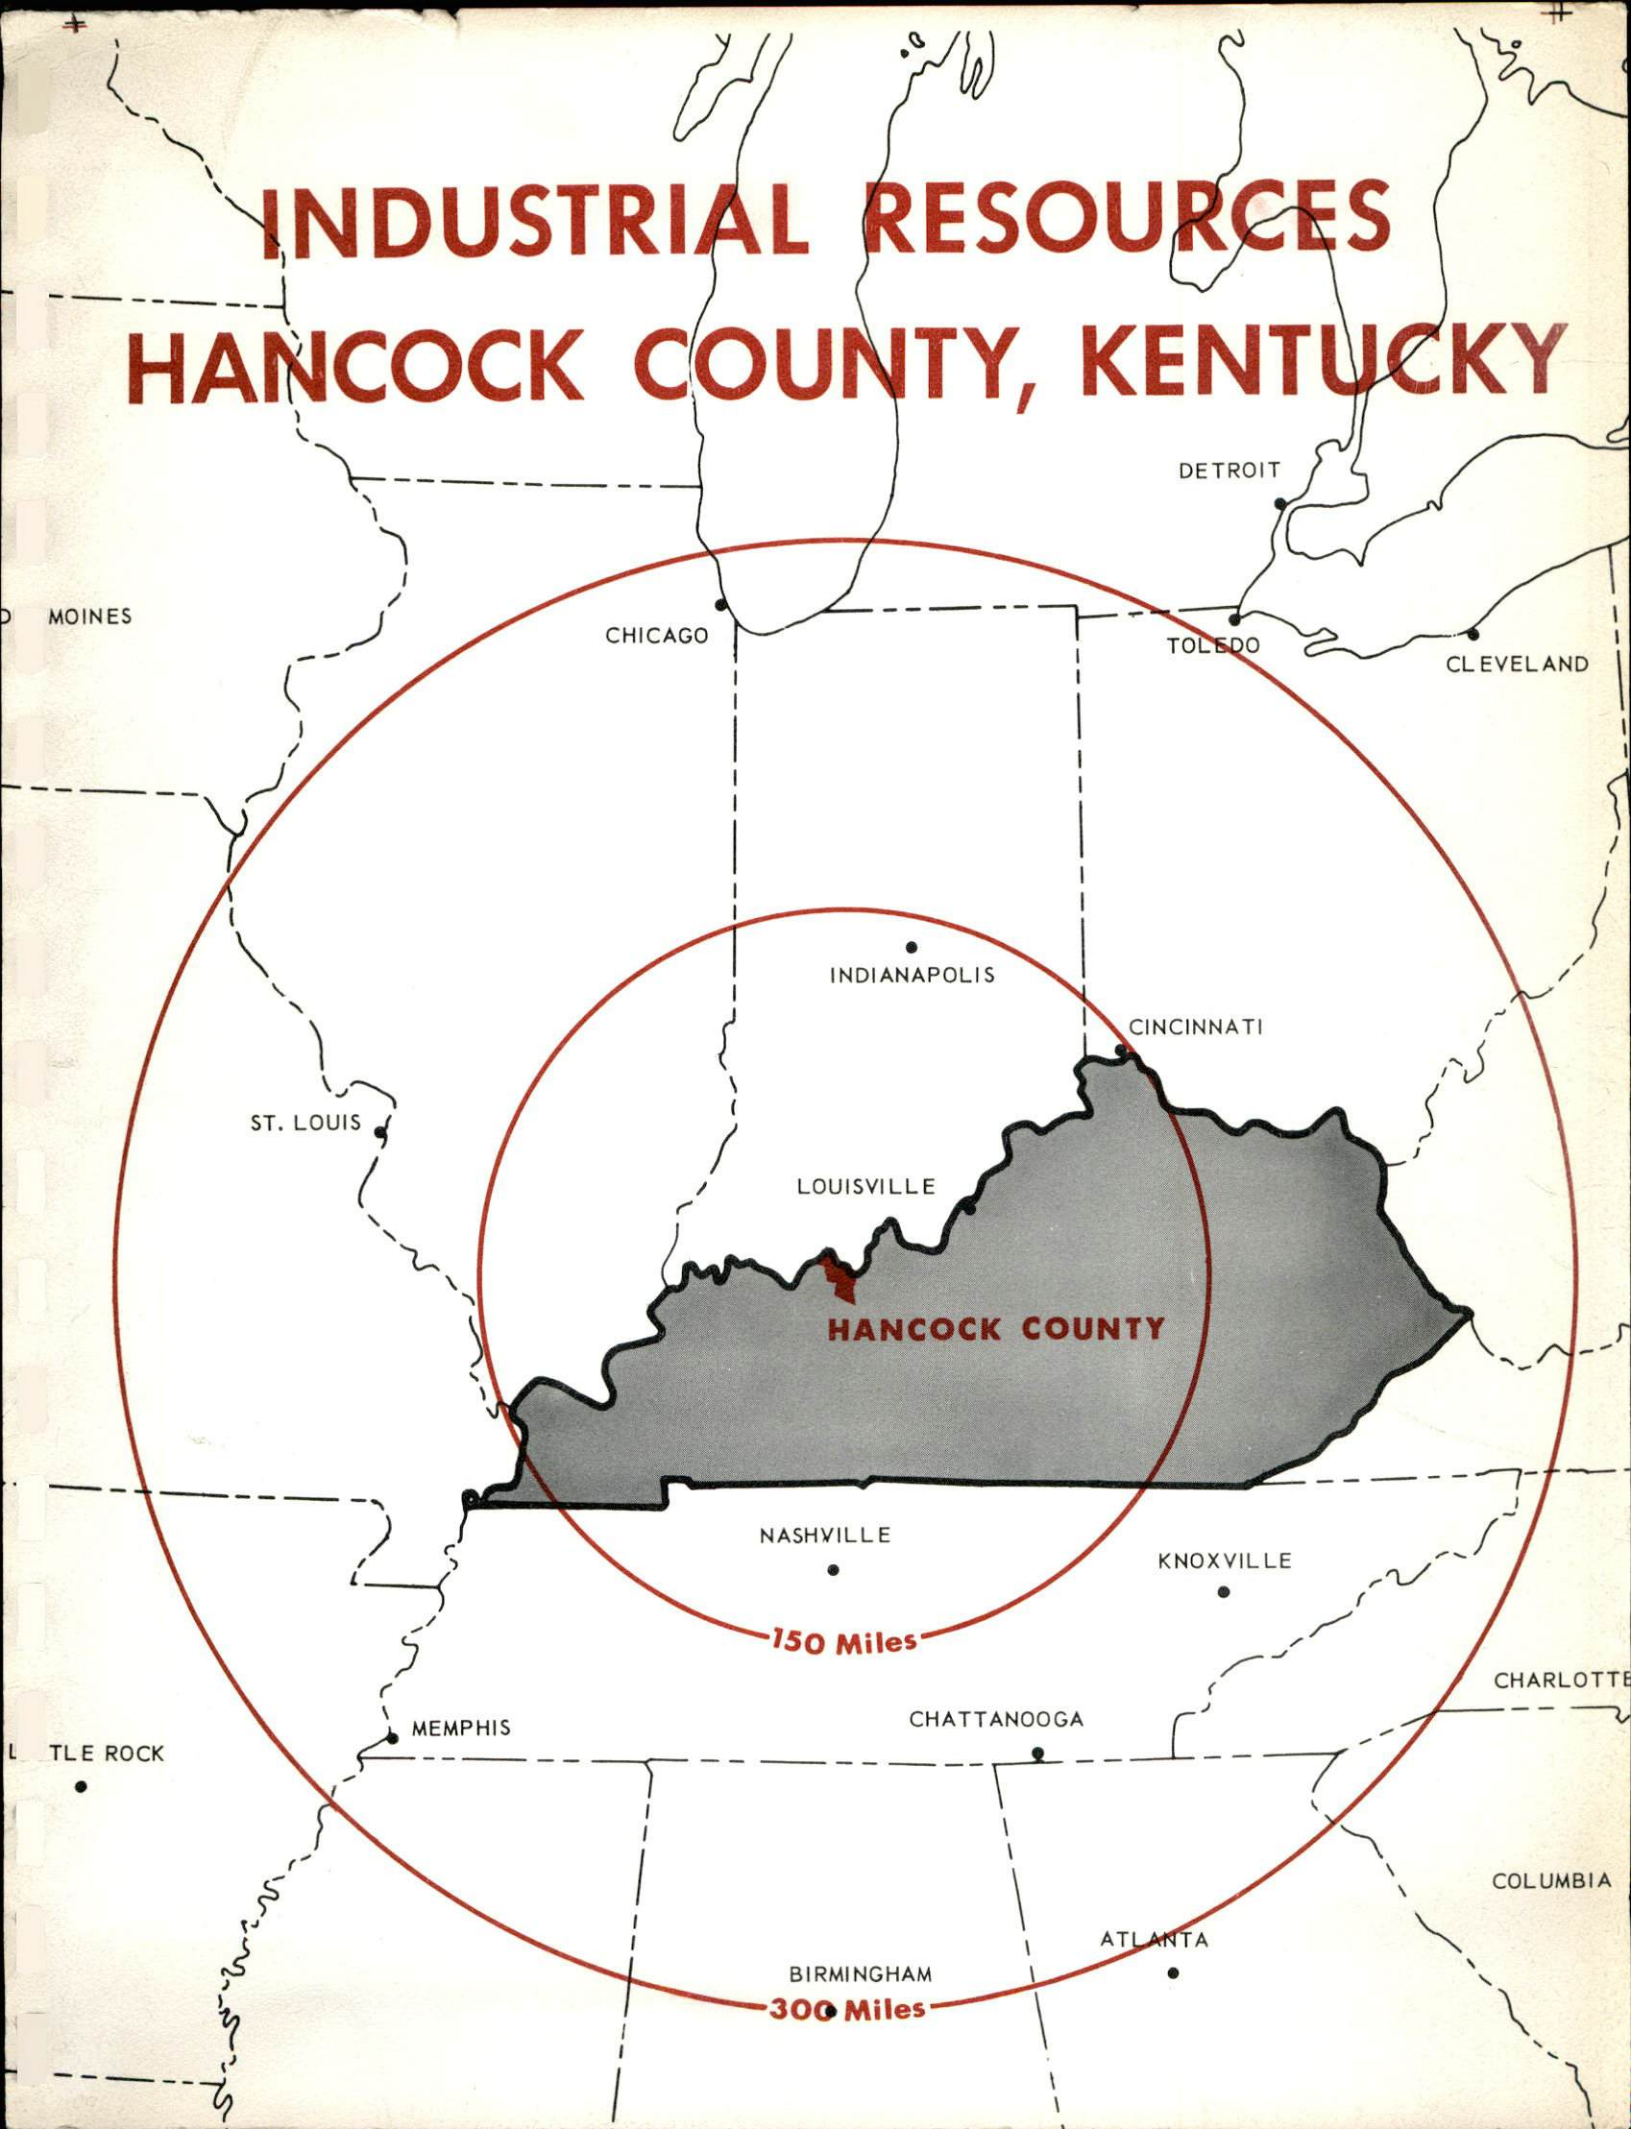 INDUSTRIAL RESOURCES
HANCOCK COUNTY, KENTUCKY
DETROIT
MOINES
CHICAGO
TOLEDO
CLEVELAND
INDIANAPOLIS
CINCINNATI
ST. LOUIS
LOUISVILLE
HANCOCK COUNTY
NASHVILLE
KNOXVILLE
150 Miles
CHARLOTTE
CHATTANOOGA
MEMPHIS
L TLE ROCK
COLUMBIA
ATLANTA
BIRMINGHAM
300 Miles